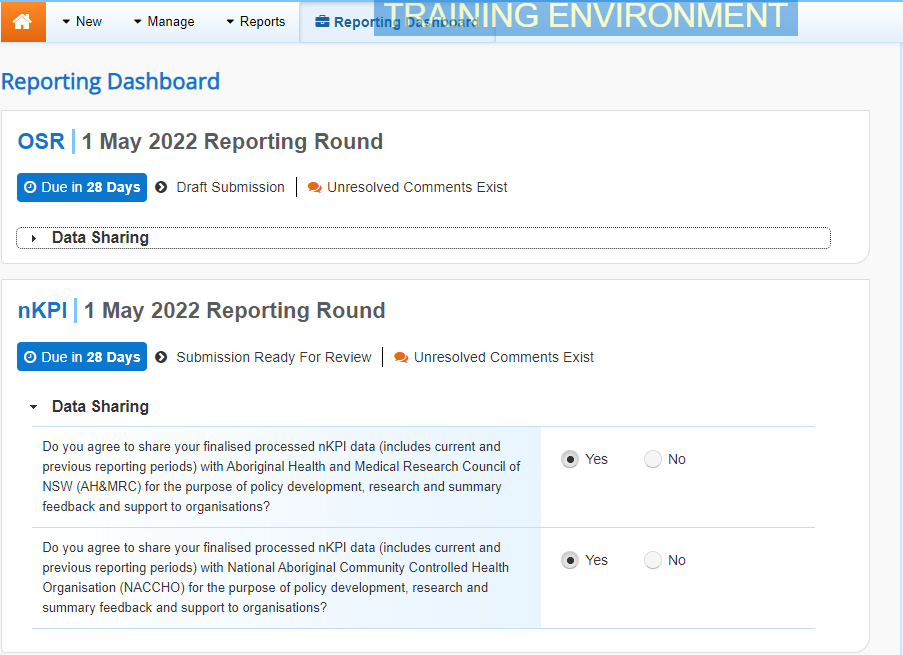 New Manage Reports Reporting Dashboard
TRAINING ENVIRONMENT
Reporting Dashboard
OSR | 1 May 2022 Reporting Round
Due in 28 Days Draft Submission | Unresolved Comments Exist
Data Sharing
nKPI | 1 May 2022 Reporting Round
Due in 28 Days Submission Ready For Review | Unresolved Comments Exist
Data Sharing
Do you agree to share your finalised processed nKPI data (includes current and
previous reporting periods) with Aboriginal Health and Medical Research Council of
NSW (AH&MRC) for the purpose of policy development, research and summary
feedback and support to organisations?
Yes No
Do you agree to share your finalised processed nKPI data (includes current and
previous reporting periods) with National Aboriginal Community Controlled Health
Organisation (NACCHO) for the purpose of policy development, research and
summary feedback and support to organisations?
Yes No